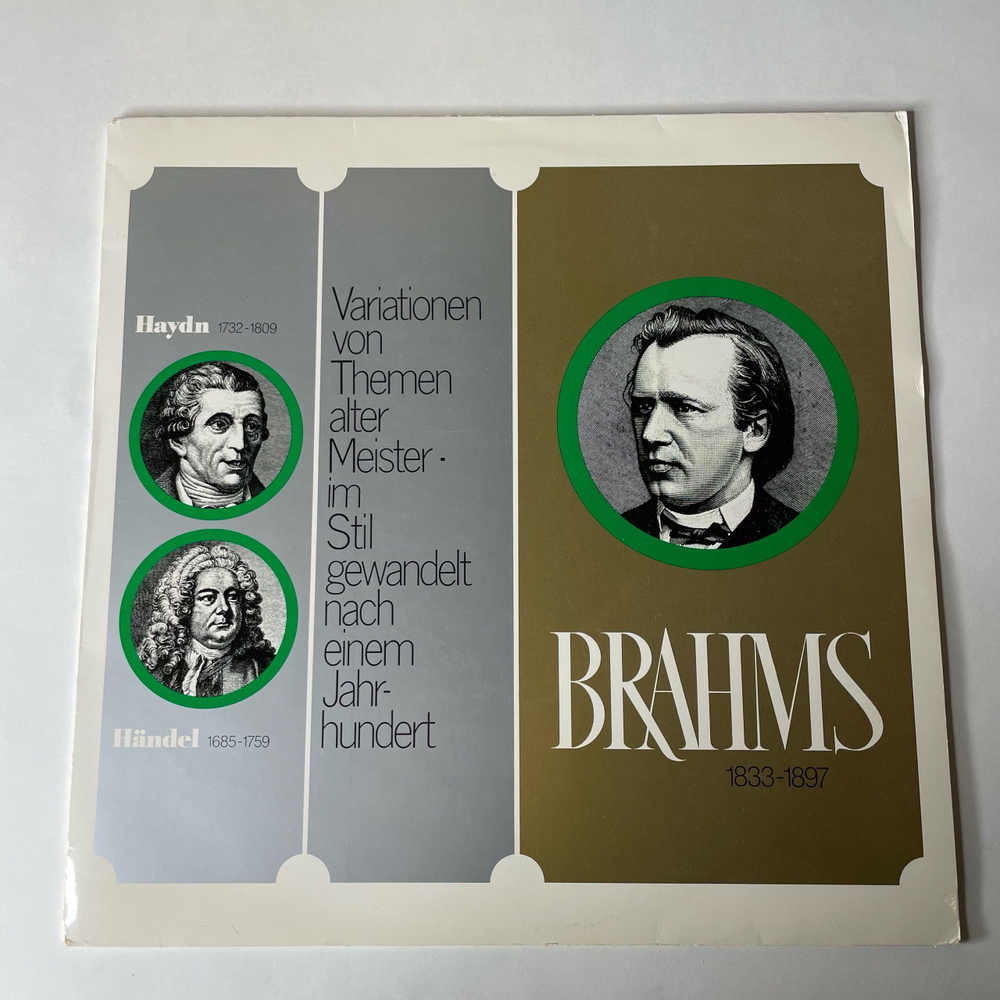 Haydn 1732-1809
Händel 1685-1759
Variationen
von
Themen
alter
Meister ·
im
Stil
gewandelt
nach
einem
Jahr-
hundert
BRAHMS
1833-1897